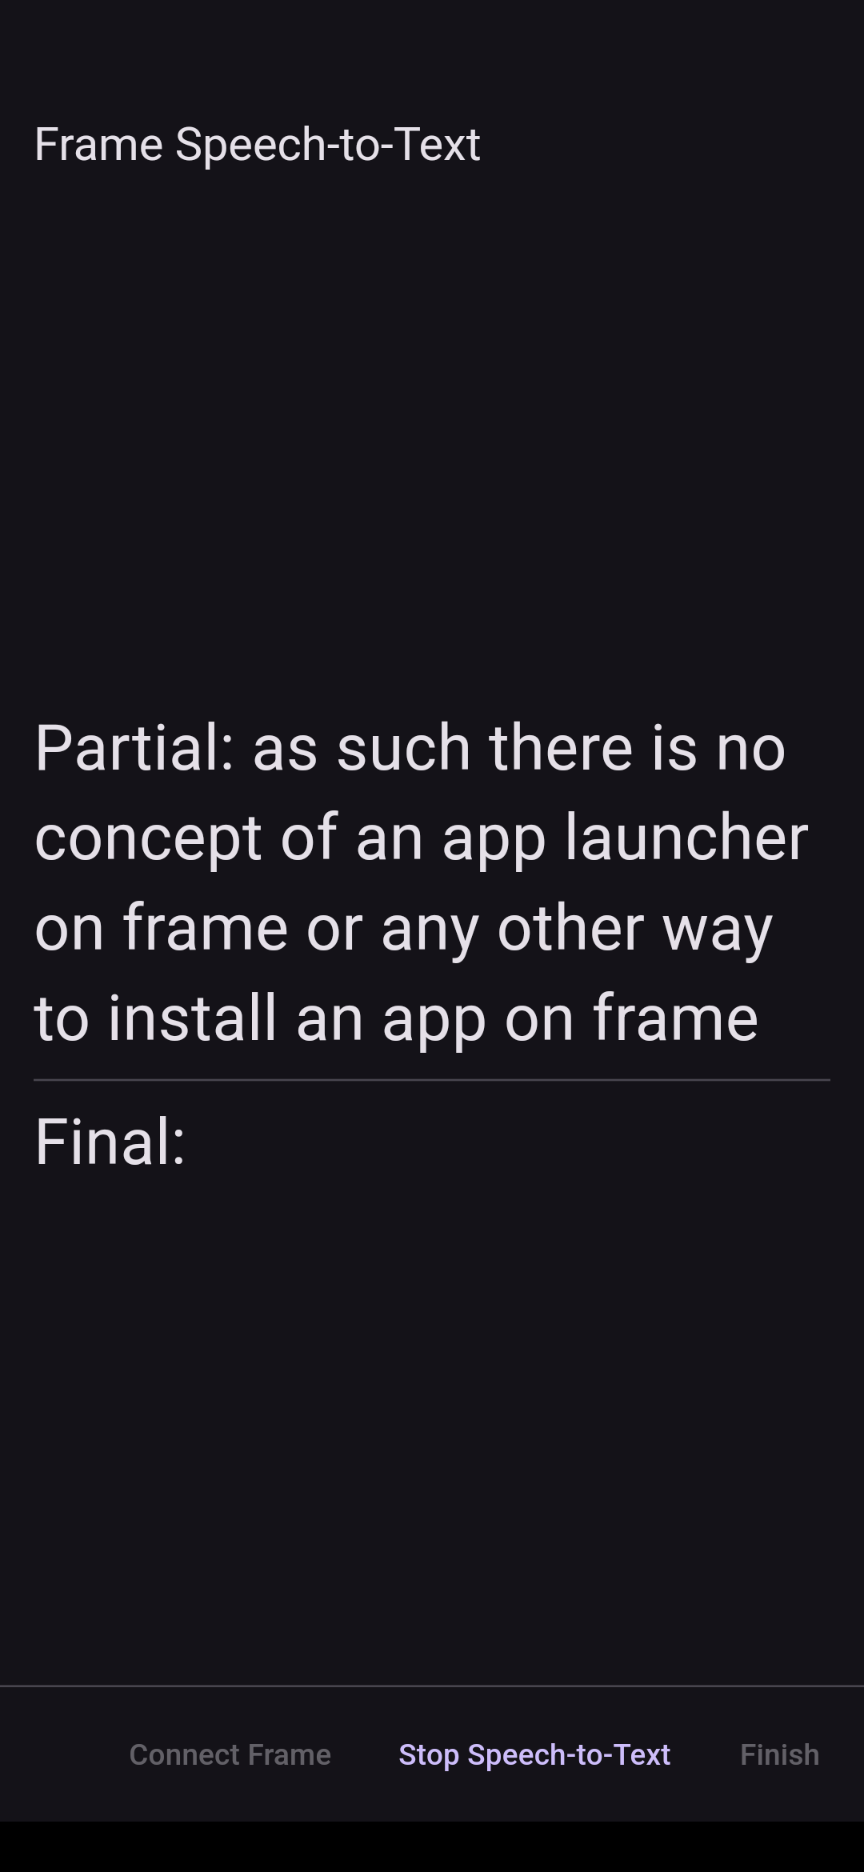 Frame Speech-to-Text
Partial: as such there is no
concept of an app launcher
on frame or any other way
to install an app on frame
Final:
Connect Frame Stop Speech-to-Text Finish